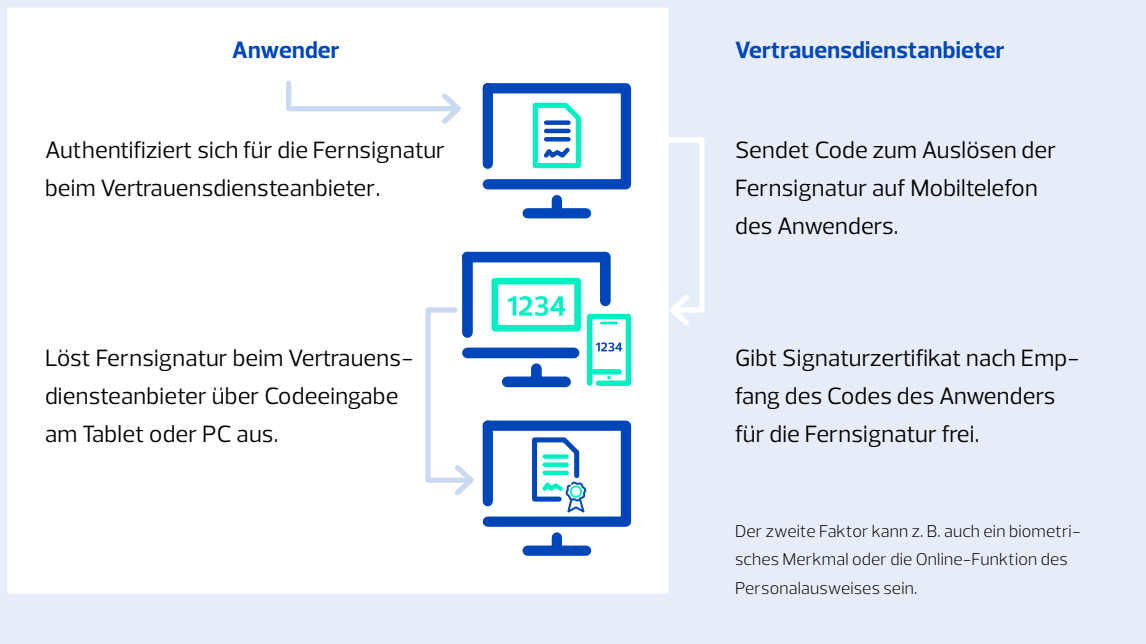 Anwender
Authentifiziert sich für die Fernsignatur
beim Vertrauensdiensteanbieter.
1234
1234
Löst Fernsignatur beim Vertrauens-
diensteanbieter über Codeeingabe
am Tablet oder PC aus.
Vertrauensdienstanbieter
Sendet Code zum Auslösen der
Fernsignatur auf Mobiltelefon
des Anwenders.
Gibt Signaturzertifikat nach Emp-
fang des Codes des Anwenders
für die Fernsignatur frei.
Der zweite Faktor kann z. B. auch ein biometri-
sches Merkmal oder die Online-Funktion des
Personalausweises sein.